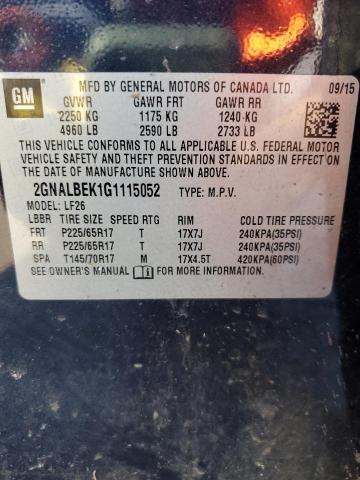 GM
MFD BY GENERAL MOTORS OF CANADA LTD. 09/15
GVWR GAWR FRT GAWR RR
2250 KG 1175 KG 1240 KG
4960 LB 2590 LB 2733 LB
THIS VEHICLE CONFORMS TO ALL APPLICABLE U.S. FEDERAL
MOTOR VEHICLE SAFETY STANDARDS IN EFFECT ON
THE DATE OF MANUFACTURE SHOWN ABOVE.
2GNALBEK1G1115052 TYPE: M.P.V.
MODEL: LF26
LBBR TIRE SIZE SPEED RTG RIM COLD TIRE PRESSURE
FRT P225/65R17 T 17X7J 240KPA(35PSI)
RR P225/65R17 T 17X7J 240KPA(35PSI)
SPA T145/70R17 M 17X4.5T 420KPA(60PSI)
SEE OWNER'S MANUAL FOR MORE INFORMATION